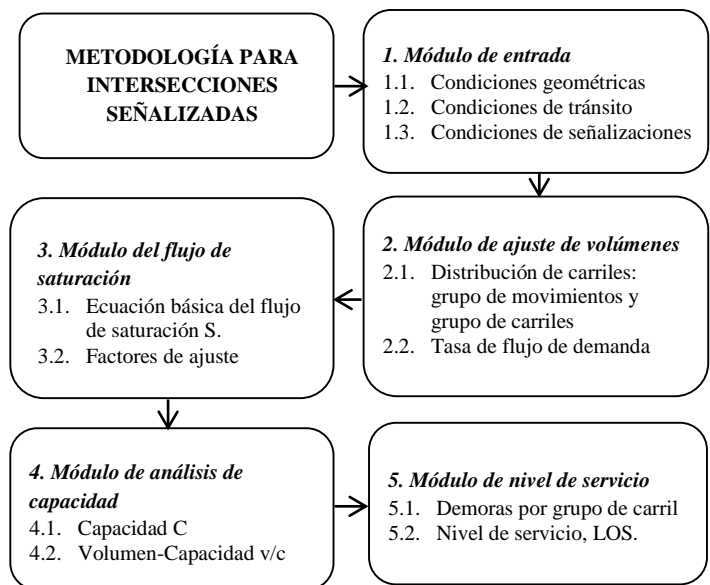 METODOLOGÍA PARA
INTERSECCIONES
SEÑALIZADAS
1. Módulo de entrada
1.1. Condiciones geométricas
1.2. Condiciones de tránsito
1.3. Condiciones de señalizaciones
2. Módulo de ajuste de volúmenes
2.1. Distribución de carriles:
grupo de movimientos y
grupo de carriles
2.2. Tasa de flujo de demanda
3. Módulo del flujo de
saturación
3.1. Ecuación básica del flujo
de saturación S.
3.2. Factores de ajuste
4. Módulo de análisis de
capacidad
4.1. Capacidad C
4.2. Volumen-Capacidad v/c
5. Módulo de nivel de servicio
5.1. Demoras por grupo de carril
5.2. Nivel de servicio, LOS.